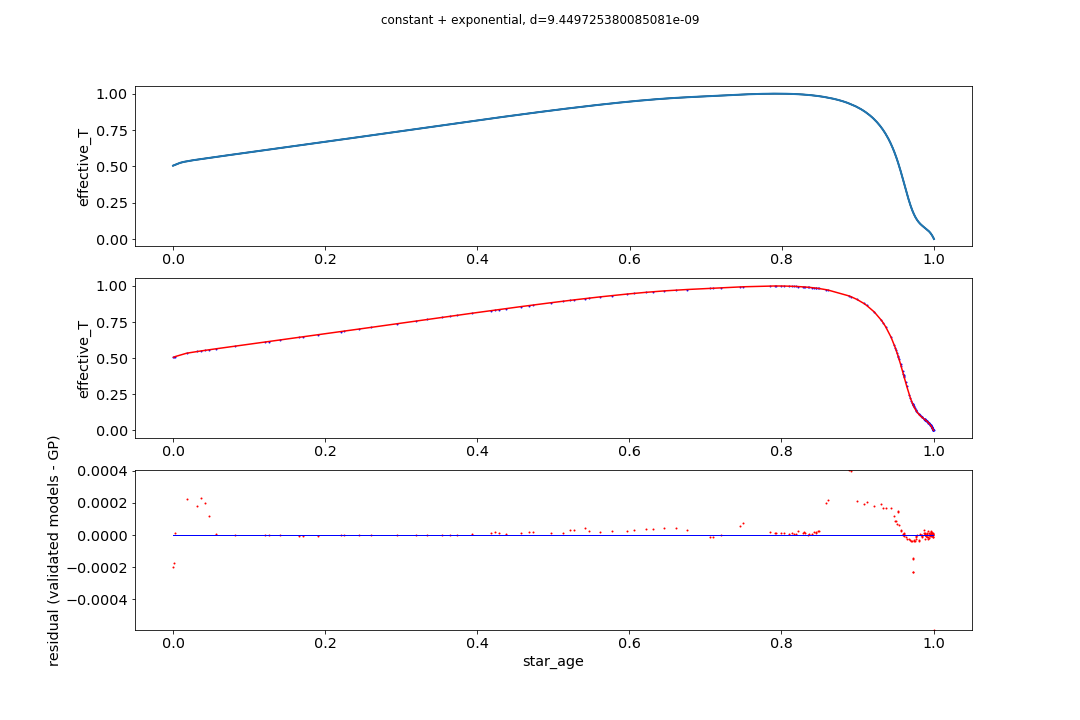 constant + exponential, d=9.449725380085081e-09
effective_T
1.00
0.75
0.50
0.25
0.00
0.0 0.2 0.4 0.6 0.8 1.0
effective_T
1.00
0.75
0.50
0.25
0.00
0.0 0.2 0.4 0.6 0.8 1.0
residual (validated models - GP)
0.0004
0.0002
0.0000
−0.0002
−0.0004
0.0 0.2 0.4 0.6 0.8 1.0
star_age